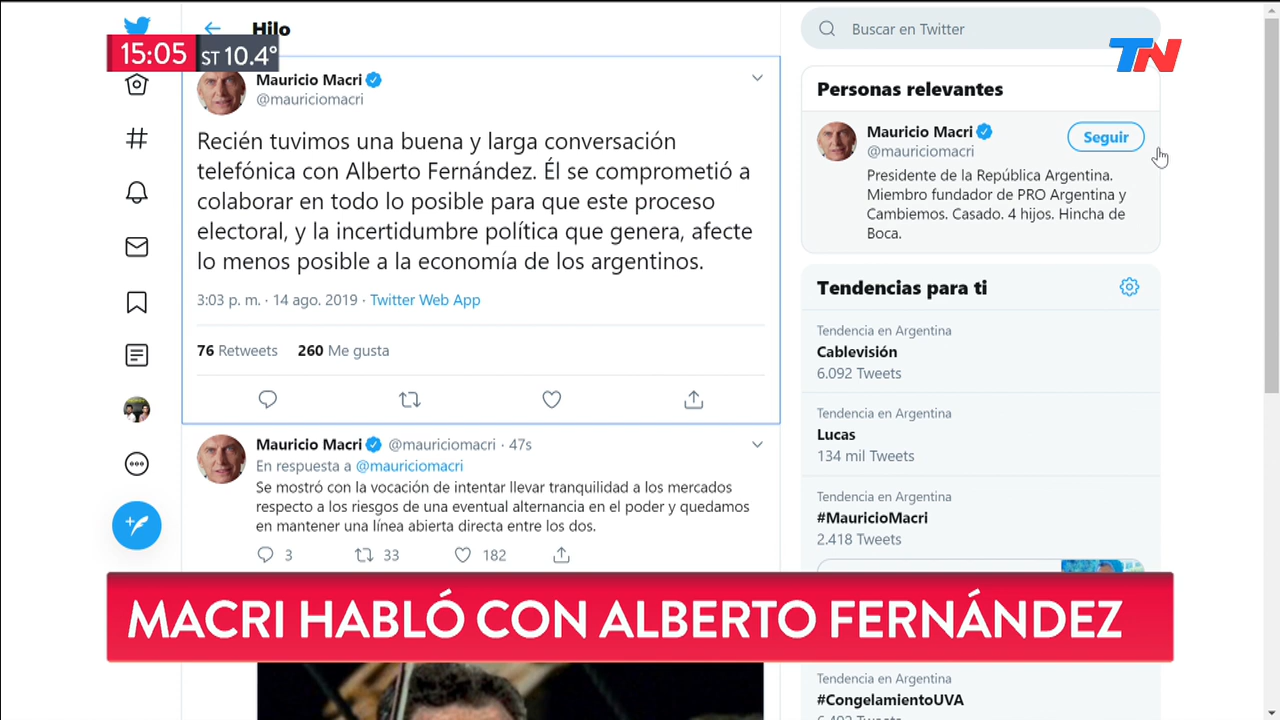 Hilo
15:05 ST 10.4°
Mauricio Macri
@mauriciomacri
Recién tuvimos una buena y larga conversación
telefónica con Alberto Fernández. Él se comprometió a
colaborar en todo lo posible para que este proceso
electoral, y la incertidumbre política que genera, afecte
lo menos posible a la economía de los argentinos.
3:03 p. m. · 14 ago. 2019 · Twitter Web App
76 Retweets 260 Me gusta
Mauricio Macri @mauriciomacri · 47s
En respuesta a @mauriciomacri
Se mostró con la vocación de intentar llevar tranquilidad a los mercados
respecto a los riesgos de una eventual alternancia en el poder y quedamos
en mantener una línea abierta directa entre los dos.
3 33 182
Buscar en Twitter
TN
Personas relevantes
Mauricio Macri
@mauriciomacri
Seguir
Presidente de la República Argentina.
Miembro fundador de PRO Argentina y
Cambiemos. Casado. 4 hijos. Hincha de
Boca.
Tendencias para ti
Tendencia en Argentina
Cablevisión
6.092 Tweets
Tendencia en Argentina
Lucas
134 mil Tweets
Tendencia en Argentina
#MauricioMacri
2.418 Tweets
MACRI HABLÓ CON ALBERTO FERNÁNDEZ
Tendencia en Argentina
#CongelamientoUVA